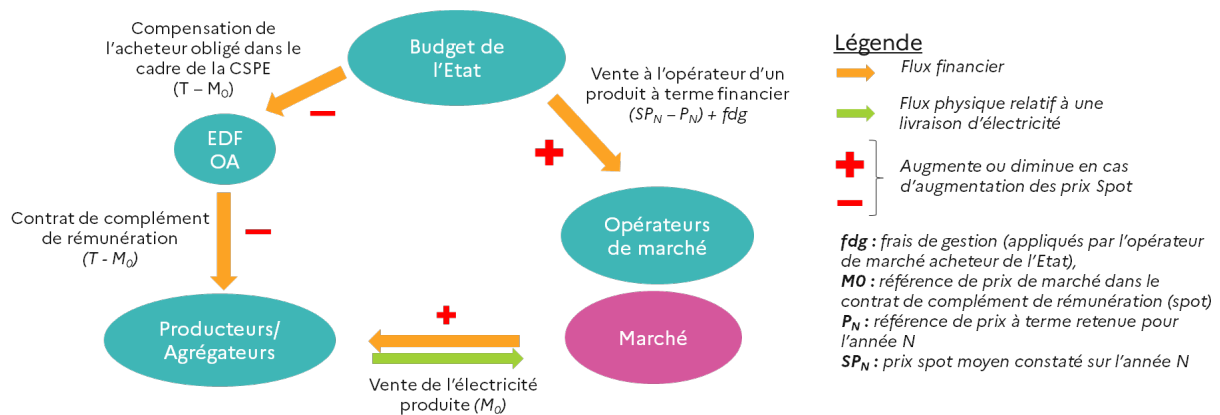 Compensation de
l'acheteur obligé dans le
cadre de la CSPE
(T – M₀)
Budget de
l'Etat
Vente à l'opérateur d'un
produit à terme financier
(SP_N – P_N) + fdg
EDF
OA
Contrat de complément
de rémunération
(T - M₀)
Opérateurs
de marché
Producteurs/
Agrégateurs
Marché
Vente de l'électricité
produite (M₀)
Légende
Flux financier
Flux physique relatif à une
livraison d'électricité
Augmente ou diminue en cas
d'augmentation des prix Spot
fdg : frais de gestion (appliqués par l'opérateur
de marché acheteur de l'Etat),
M0 : référence de prix de marché dans le
contrat de complément de rémunération (spot)
P_N : référence de prix à terme retenue pour
l'année N
SP_N : prix spot moyen constaté sur l'année N